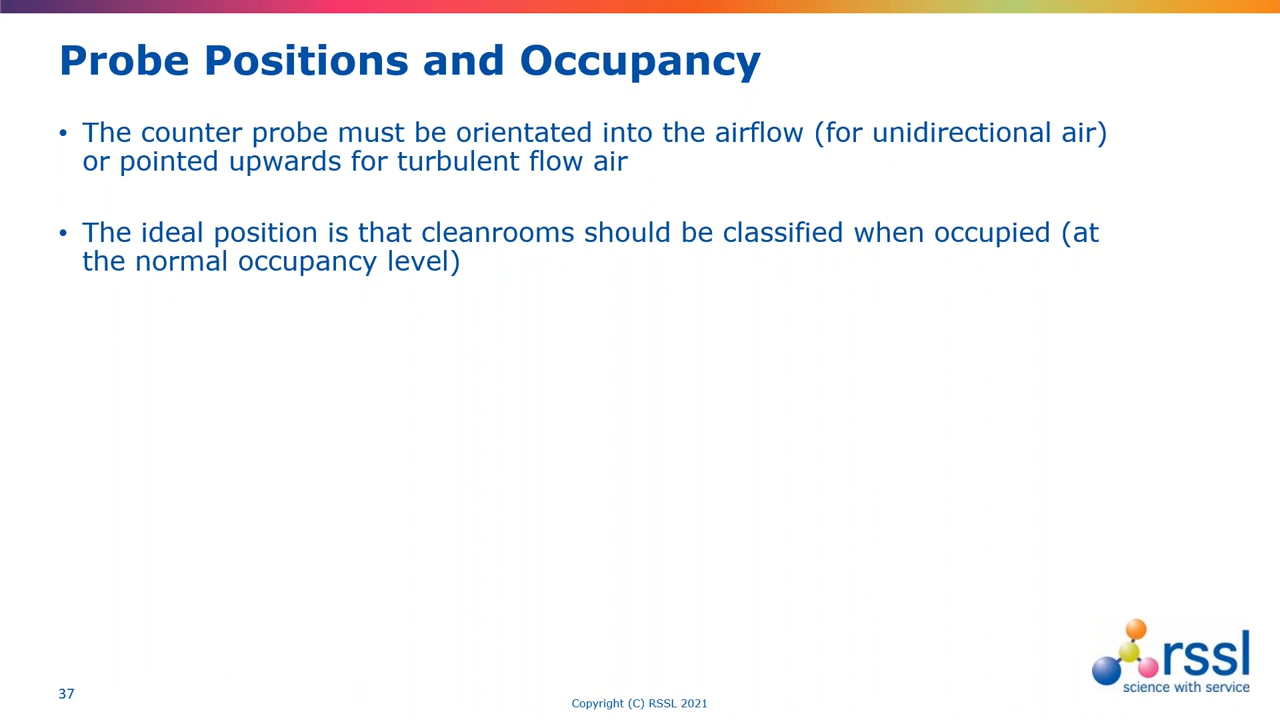 Probe Positions and Occupancy
• The counter probe must be orientated into the airflow (for unidirectional air)
or pointed upwards for turbulent flow air
• The ideal position is that cleanrooms should be classified when occupied (at
the normal occupancy level)
rssl
science with service
37
Copyright (C) RSSL 2021